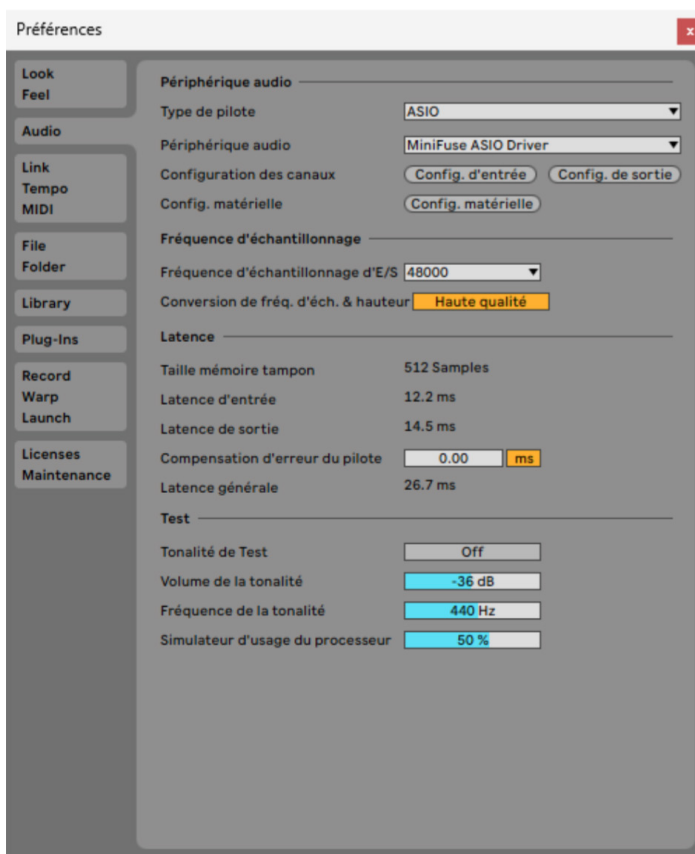 Préférences
x
Look
Feel
Audio
Link
Tempo
MIDI
File
Folder
Library
Plug-Ins
Record
Warp
Launch
Licenses
Maintenance
Périphérique audio
Type de pilote ASIO
Périphérique audio MiniFuse ASIO Driver
Configuration des canaux Config. d'entrée Config. de sortie
Config. matérielle Config. matérielle
Fréquence d'échantillonnage
Fréquence d'échantillonnage d'E/S 48000
Conversion de fréq. d'éch. & hauteur Haute qualité
Latence
Taille mémoire tampon 512 Samples
Latence d'entrée 12.2 ms
Latence de sortie 14.5 ms
Compensation d'erreur du pilote 0.00 ms
Latence générale 26.7 ms
Test
Tonalité de Test Off
Volume de la tonalité -36 dB
Fréquence de la tonalité 440 Hz
Simulateur d'usage du processeur 50 %